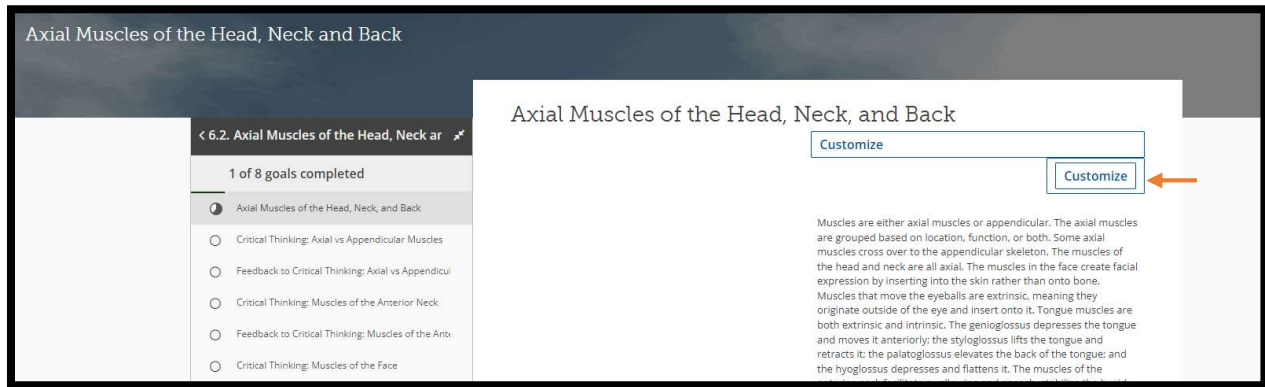 Axial Muscles of the Head, Neck and Back
< 6.2. Axial Muscles of the Head, Neck ar
1 of 8 goals completed
Axial Muscles of the Head, Neck, and Back
Critical Thinking: Axial vs Appendicular Muscles
Feedback to Critical Thinking: Axial vs Appendicul
Critical Thinking: Muscles of the Anterior Neck
Feedback to Critical Thinking: Muscles of the Ante
Critical Thinking: Muscles of the Face
Axial Muscles of the Head, Neck, and Back
Customize
Customize
Muscles are either axial muscles or appendicular. The axial muscles
are grouped based on location, function, or both. Some axial
muscles cross over to the appendicular skeleton. The muscles of
the head and neck are all axial. The muscles in the face create facial
expression by inserting into the skin rather than onto bone.
Muscles that move the eyeballs are extrinsic, meaning they
originate outside of the eye and insert onto it. Tongue muscles are
both extrinsic and intrinsic. The genioglossus depresses the tongue
and moves it anteriorly; the styloglossus lifts the tongue and
retracts it; the palatoglossus elevates the back of the tongue; and
the hyoglossus depresses and flattens it. The muscles of the